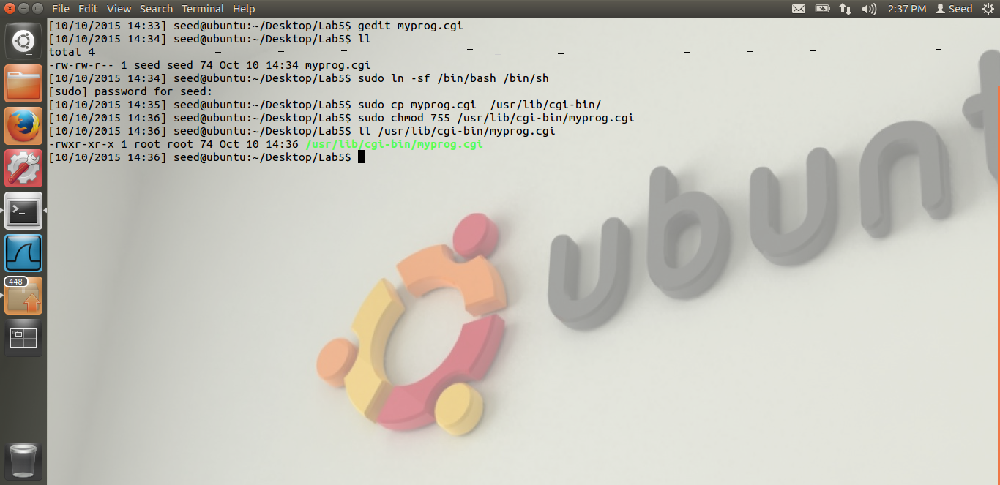 File Edit View Search Terminal Help 2:37 PM Seed
[10/10/2015 14:33] seed@ubuntu:~/Desktop/Lab5$ gedit myprog.cgi
[10/10/2015 14:34] seed@ubuntu:~/Desktop/Lab5$ ll
total 4
-rw-rw-r-- 1 seed seed 74 Oct 10 14:34 myprog.cgi
[10/10/2015 14:34] seed@ubuntu:~/Desktop/Lab5$ sudo ln -sf /bin/bash /bin/sh
[sudo] password for seed:
[10/10/2015 14:35] seed@ubuntu:~/Desktop/Lab5$ sudo cp myprog.cgi  /usr/lib/cgi-bin/
[10/10/2015 14:36] seed@ubuntu:~/Desktop/Lab5$ sudo chmod 755 /usr/lib/cgi-bin/myprog.cgi
[10/10/2015 14:36] seed@ubuntu:~/Desktop/Lab5$ ll /usr/lib/cgi-bin/myprog.cgi
-rwxr-xr-x 1 root root 74 Oct 10 14:36 /usr/lib/cgi-bin/myprog.cgi
[10/10/2015 14:36] seed@ubuntu:~/Desktop/Lab5$
448
ubunt